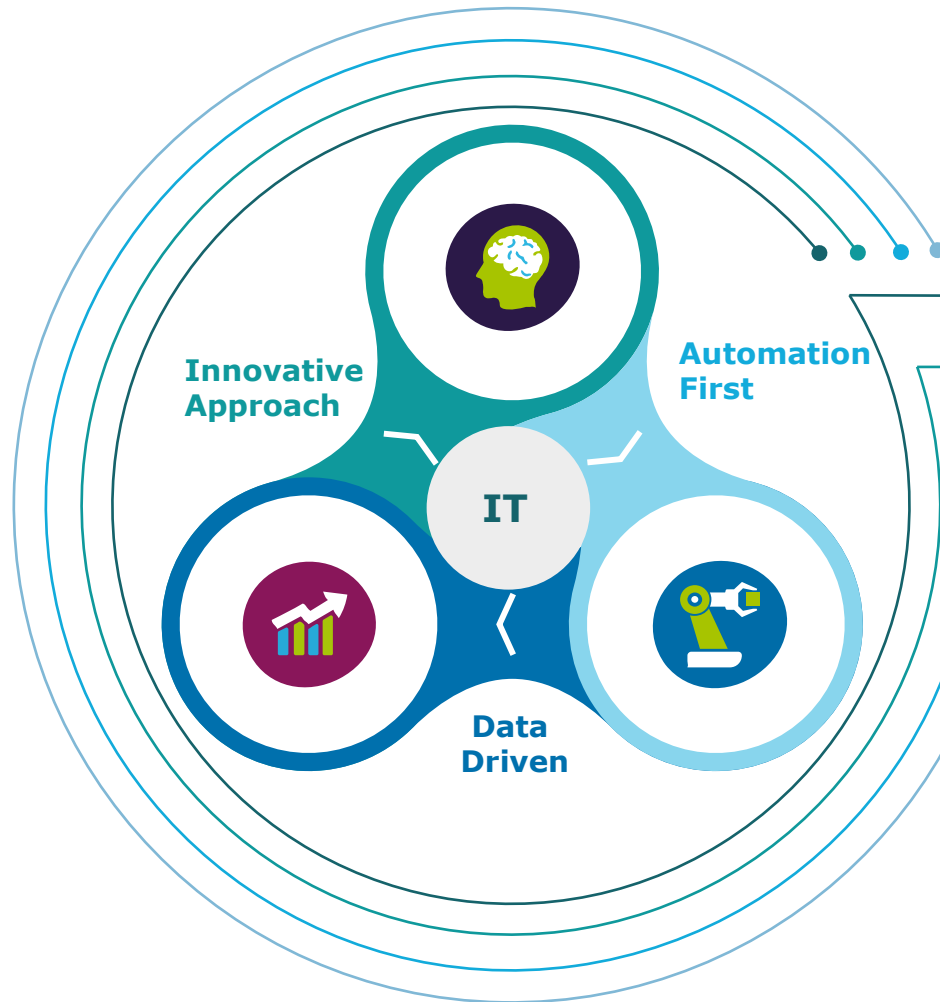 Innovative
Approach
Automation
First
IT
Data
Driven